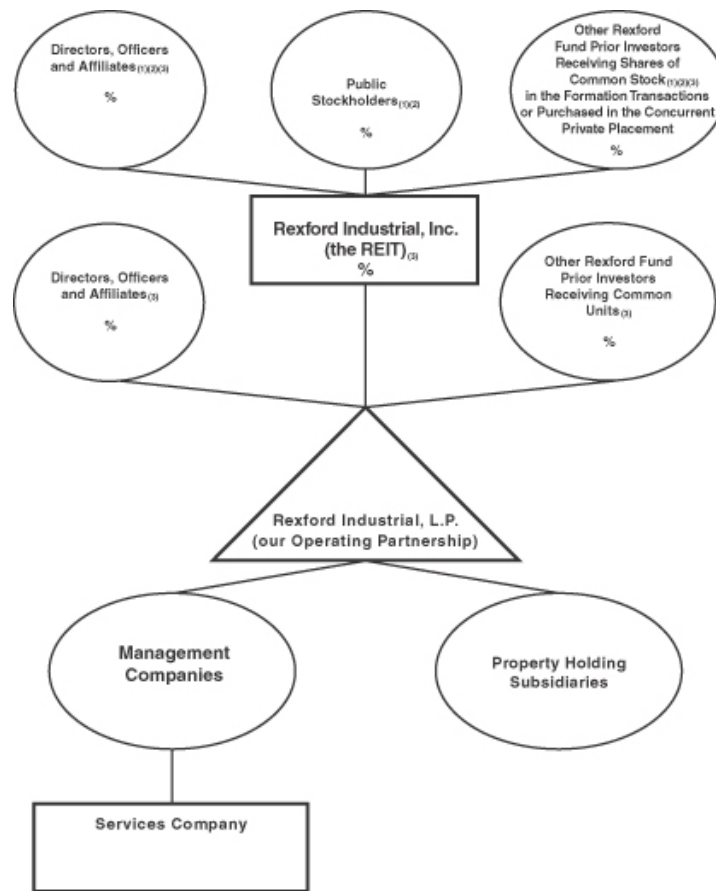 Directors, Officers
and Affiliates(1)(2)(3)
%
Public
Stockholders(1)(2)
%
Other Rexford
Fund Prior Investors
Receiving Shares of
Common Stock(1)(2)(3)
in the Formation Transactions
or Purchased in the Concurrent
Private Placement
%
Rexford Industrial, Inc.
(the REIT)(3)
%
Directors, Officers
and Affiliates(3)
%
Other Rexford Fund
Prior Investors
Receiving Common
Units(3)
%
Rexford Industrial, L.P.
(our Operating Partnership)
Management
Companies
Property Holding
Subsidiaries
Services Company